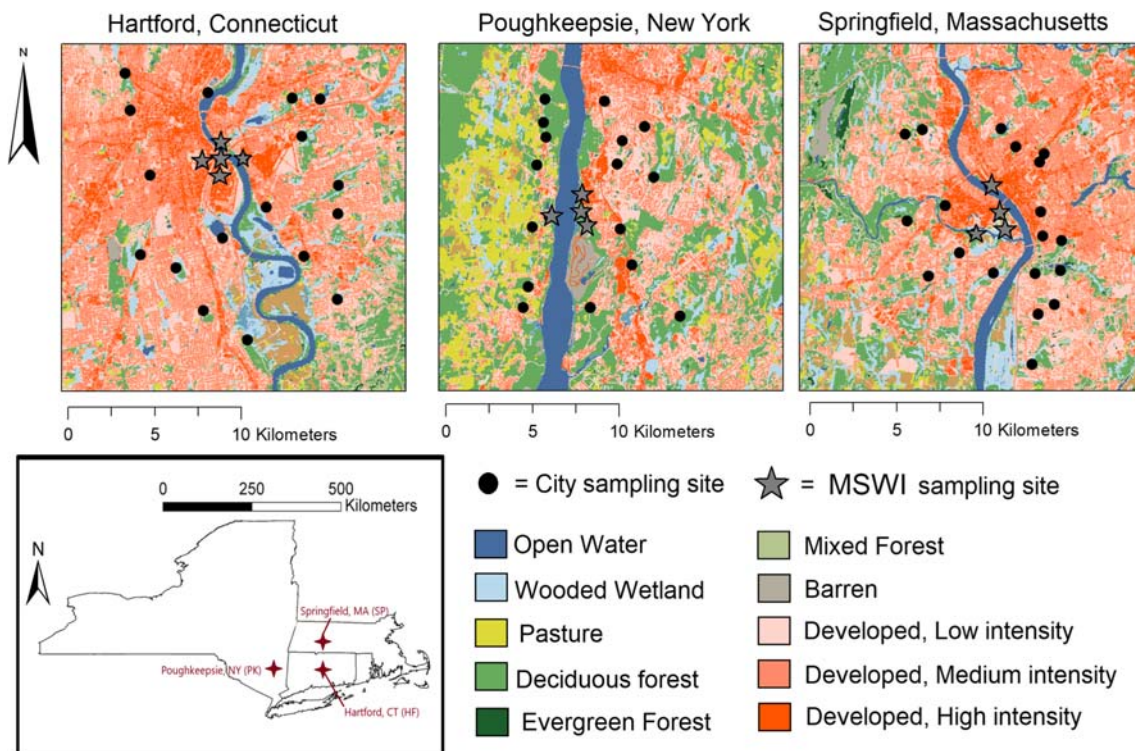 Hartford, Connecticut
Poughkeepsie, New York
Springfield, Massachusetts
N
0 5 10 Kilometers
0 5 10 Kilometers
0 5 10 Kilometers
0 250 500
Kilometers
N
Springfield, MA (SP)
Poughkeepsie, NY (PK)
Hartford, CT (HF)
= City sampling site
= MSWI sampling site
Open Water
Wooded Wetland
Pasture
Deciduous forest
Evergreen Forest
Mixed Forest
Barren
Developed, Low intensity
Developed, Medium intensity
Developed, High intensity